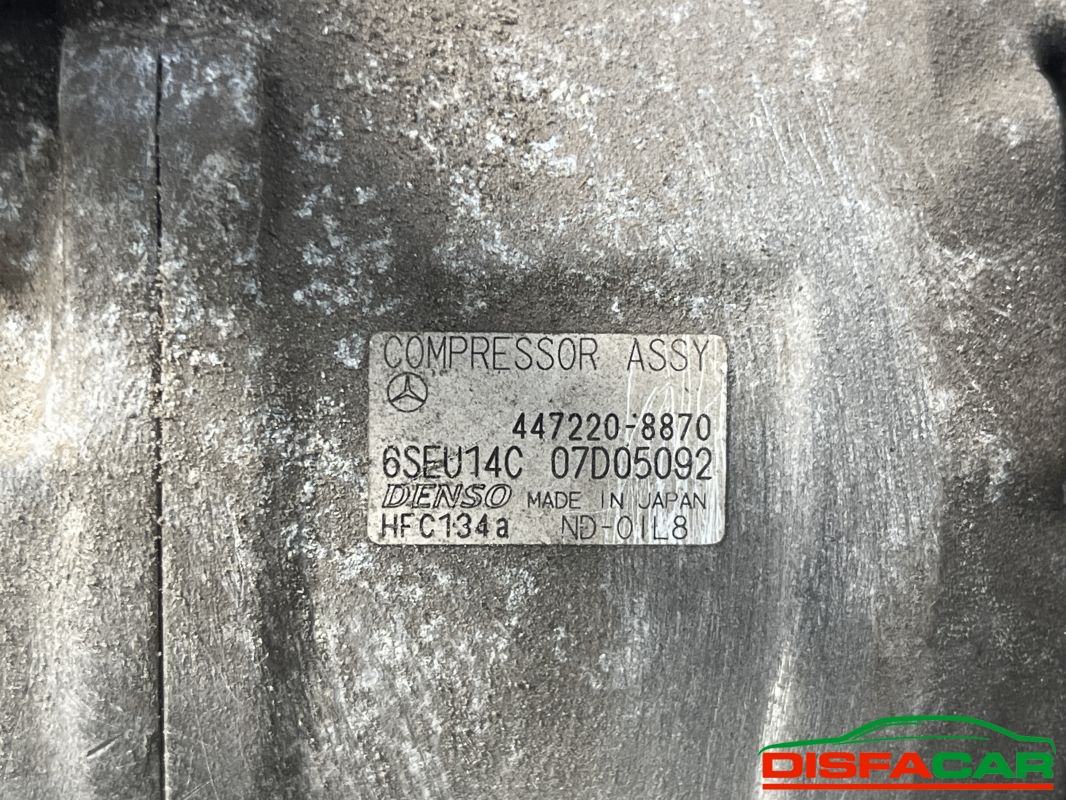 COMPRESSOR ASSY
447220-8870
6SEU14C 07D05092
DENSO MADE IN JAPAN
HFC134a ND-OIL8
DISFACAR